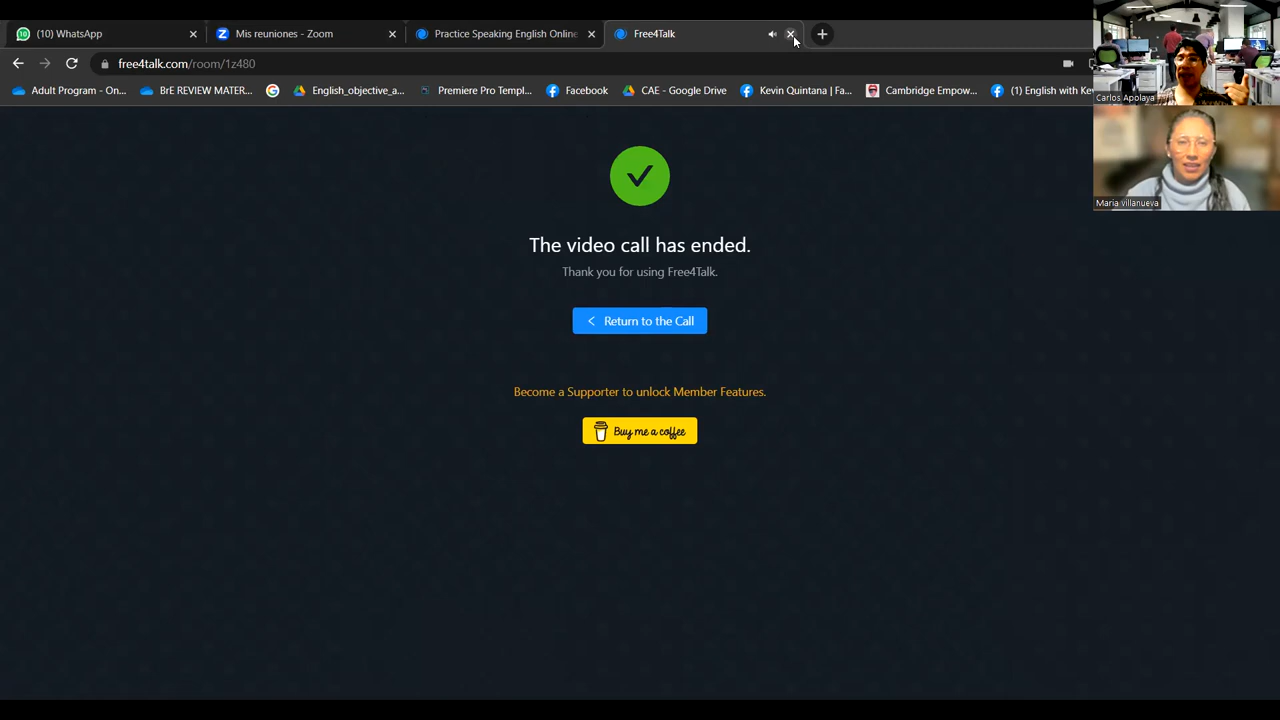 (10) WhatsApp
Mis reuniones - Zoom
Practice Speaking English Online
Free4Talk
free4talk.com/room/1z480
Adult Program - On...
BrE REVIEW MATER...
English_objective_a...
Premiere Pro Templ...
Facebook
CAE - Google Drive
Kevin Quintana | Fa...
Cambridge Empow...
(1) English with Ke
Carlos Apolaya
Maria villanueva
The video call has ended.
Thank you for using Free4Talk.
Return to the Call
Become a Supporter to unlock Member Features.
Buy me a coffee